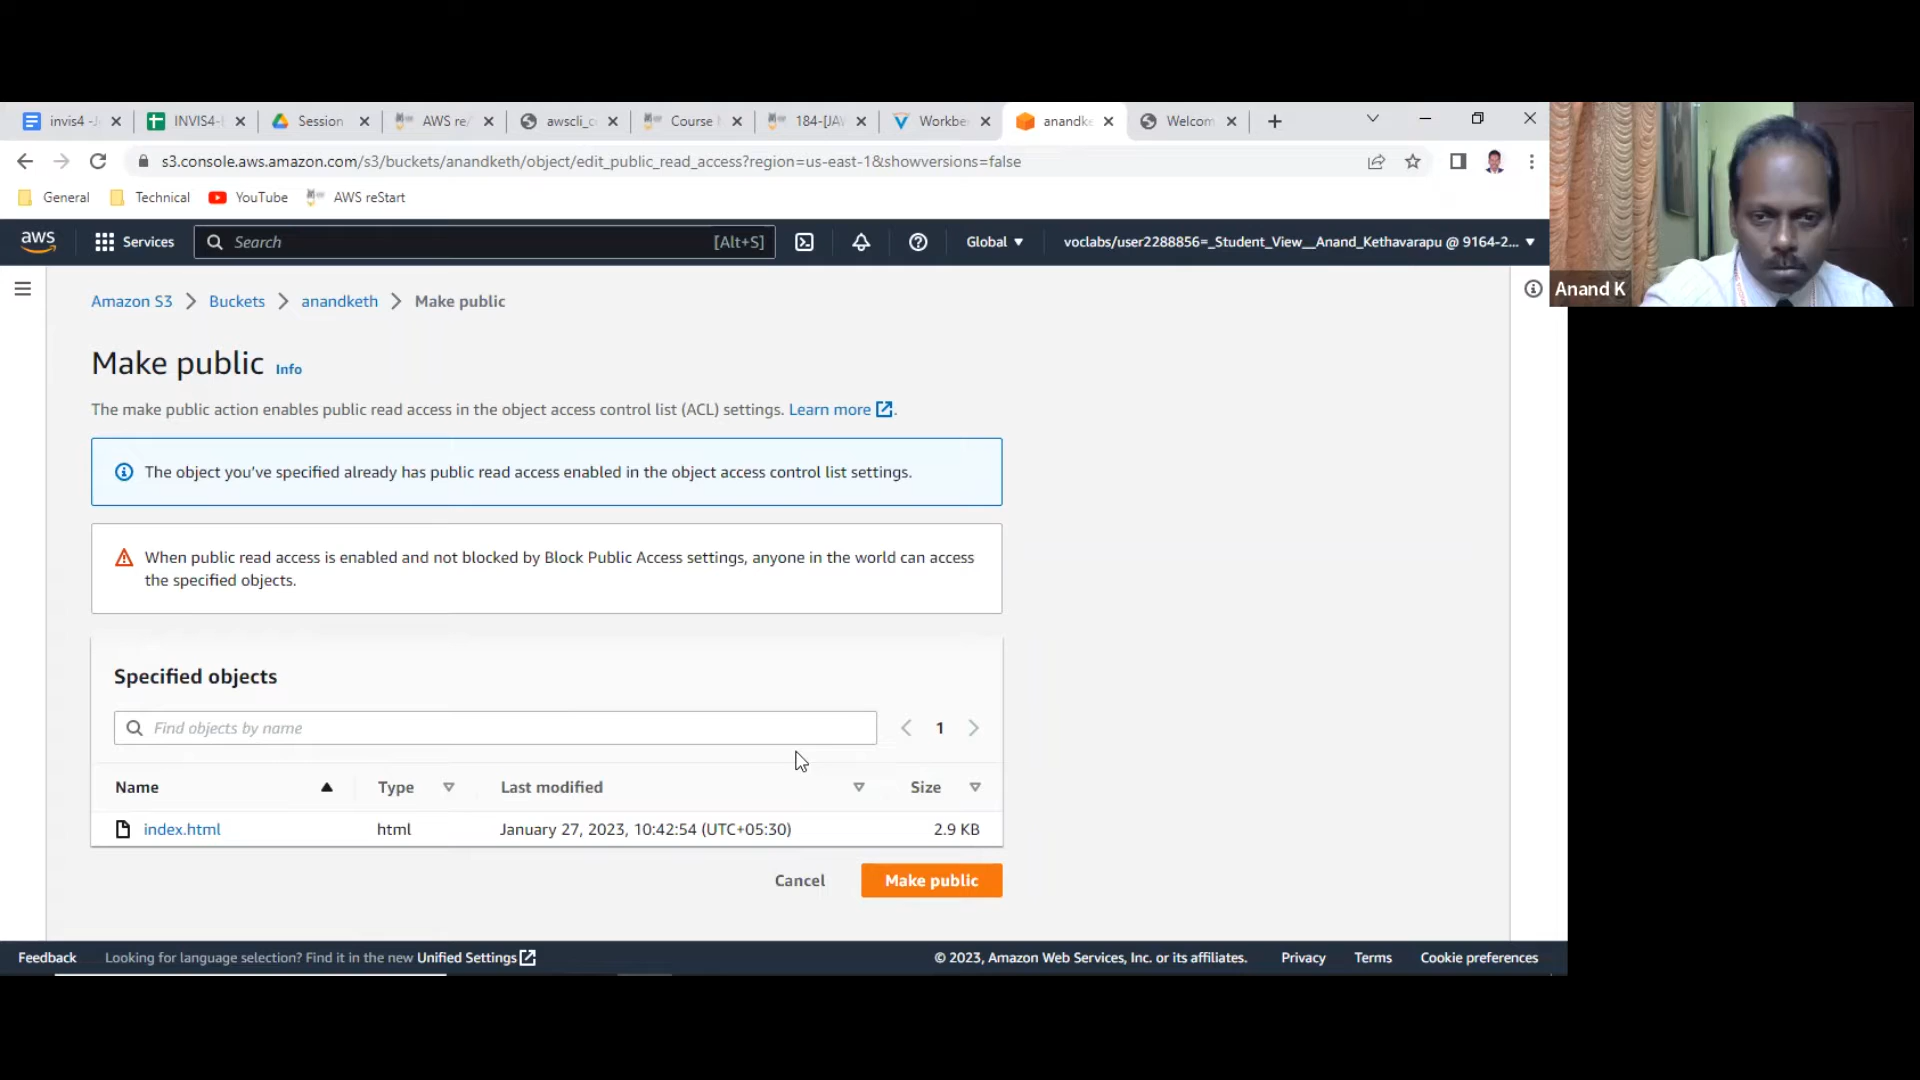 invis4 -J
INVIS4-
Session
AWS re/
awscli_c
Course
184-[JA
Workbe
anandke
Welcom
s3.console.aws.amazon.com/s3/buckets/anandketh/object/edit_public_read_access?region=us-east-1&showversions=false
General
Technical
YouTube
AWS reStart
aws
Services
Search
[Alt+S]
Global
voclabs/user2288856=_Student_View__Anand_Kethavarapu @ 9164-2...
Anand K
Amazon S3 > Buckets > anandketh > Make public
Make public Info
The make public action enables public read access in the object access control list (ACL) settings. Learn more.
The object you've specified already has public read access enabled in the object access control list settings.
When public read access is enabled and not blocked by Block Public Access settings, anyone in the world can access
the specified objects.
Specified objects
Find objects by name
1
Name Type Last modified Size
index.html html January 27, 2023, 10:42:54 (UTC+05:30) 2.9 KB
Cancel
Make public
Feedback
Looking for language selection? Find it in the new Unified Settings
© 2023, Amazon Web Services, Inc. or its affiliates.
Privacy
Terms
Cookie preferences